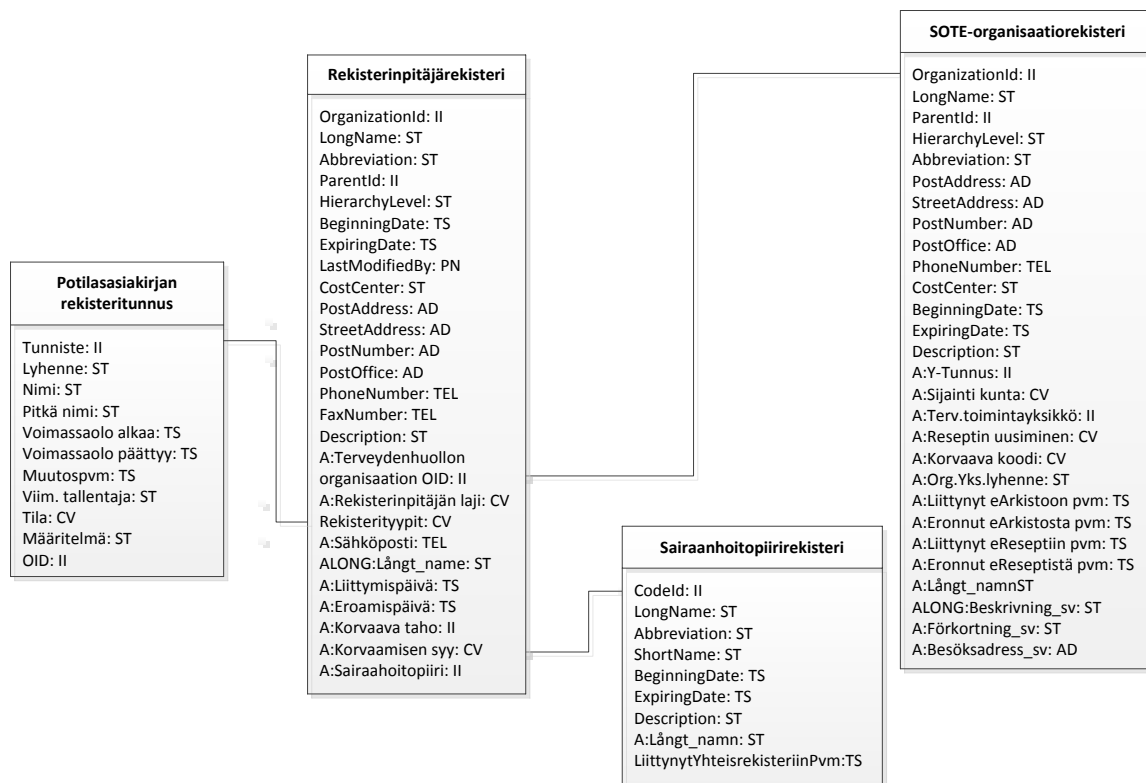 Potilasasiakirjan
rekisteritunnus
Tunniste: II
Lyhenne: ST
Nimi: ST
Pitkä nimi: ST
Voimassaolo alkaa: TS
Voimassaolo päättyy: TS
Muutospvm: TS
Viim. tallentaja: ST
Tila: CV
Määritelmä: ST
OID: II
Rekisterinpitäjärekisteri
OrganizationId: II
LongName: ST
Abbreviation: ST
ParentId: II
HierarchyLevel: ST
BeginningDate: TS
ExpiringDate: TS
LastModifiedBy: PN
CostCenter: ST
PostAddress: AD
StreetAddress: AD
PostNumber: AD
PostOffice: AD
PhoneNumber: TEL
FaxNumber: TEL
Description: ST
A:Terveydenhuollon
organisaation OID: II
A:Rekisterinpitäjän laji: CV
Rekisterityypit: CV
A:Sähköposti: TEL
ALONG:Långt_name: ST
A:Liittymispäivä: TS
A:Eroamispäivä: TS
A:Korvaava taho: II
A:Korvaamisen syy: CV
A:Sairaahoitopiiri: II
Sairaanhoitopiirirekisteri
CodeId: II
LongName: ST
Abbreviation: ST
ShortName: ST
BeginningDate: TS
ExpiringDate: TS
Description: ST
A:Långt_namn: ST
LiittynytYhteisrekisteriinPvm:TS
SOTE-organisaatiorekisteri
OrganizationId: II
LongName: ST
ParentId: II
HierarchyLevel: ST
Abbreviation: ST
PostAddress: AD
StreetAddress: AD
PostNumber: AD
PostOffice: AD
PhoneNumber: TEL
CostCenter: ST
BeginningDate: TS
ExpiringDate: TS
Description: ST
A:Y-Tunnus: II
A:Sijainti kunta: CV
A:Terv.toimintayksikkö: II
A:Reseptin uusiminen: CV
A:Korvaava koodi: CV
A:Org.Yks.lyhenne: ST
A:Liittynyt eArkistoon pvm: TS
A:Eronnut eArkistosta pvm: TS
A:Liittynyt eReseptiin pvm: TS
A:Eronnut eReseptistä pvm: TS
A:Långt_namnST
ALONG:Beskrivning_sv: ST
A:Förkortning_sv: ST
A:Besöksadress_sv: AD